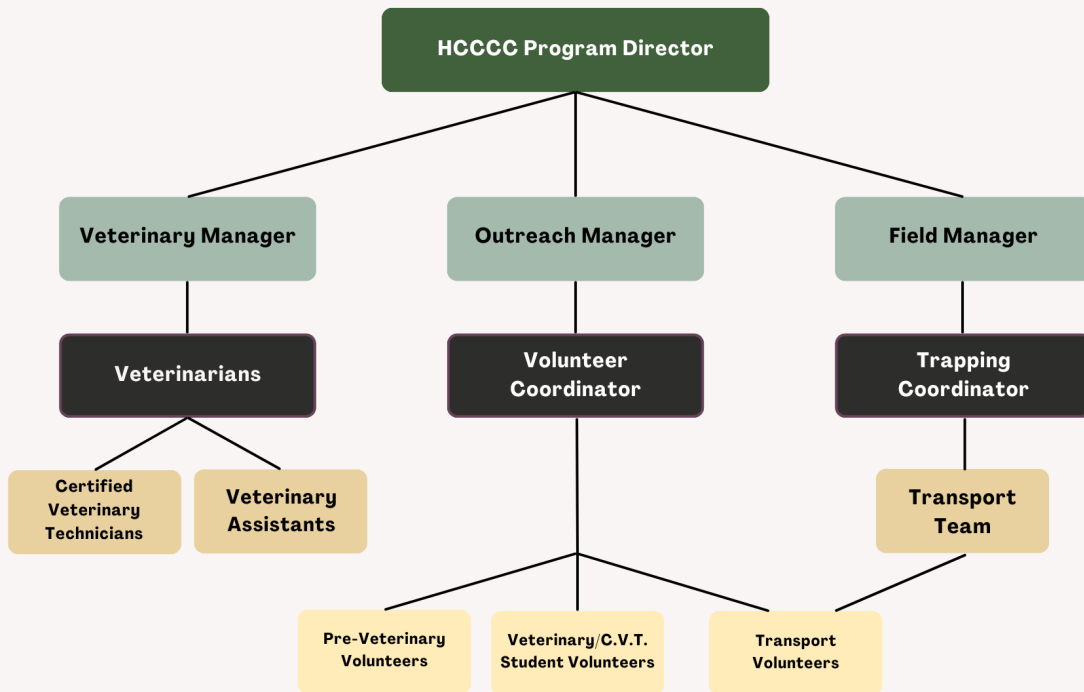 HCCCC Program Director
Veterinary Manager
Outreach Manager
Field Manager
Veterinarians
Volunteer
Coordinator
Trapping
Coordinator
Certified
Veterinary
Technicians
Veterinary
Assistants
Transport
Team
Pre-Veterinary
Volunteers
Veterinary/C.V.T.
Student Volunteers
Transport
Volunteers